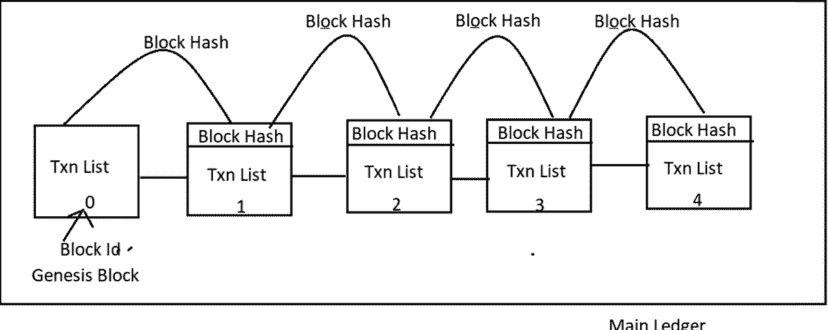 Block Hash
Block Hash
Block Hash
Block Hash
Txn List
0
Block Hash
Txn List
1
Block Hash
Txn List
2
Block Hash
Txn List
3
Block Hash
Txn List
4
Block Id
Genesis Block
Main Ledger